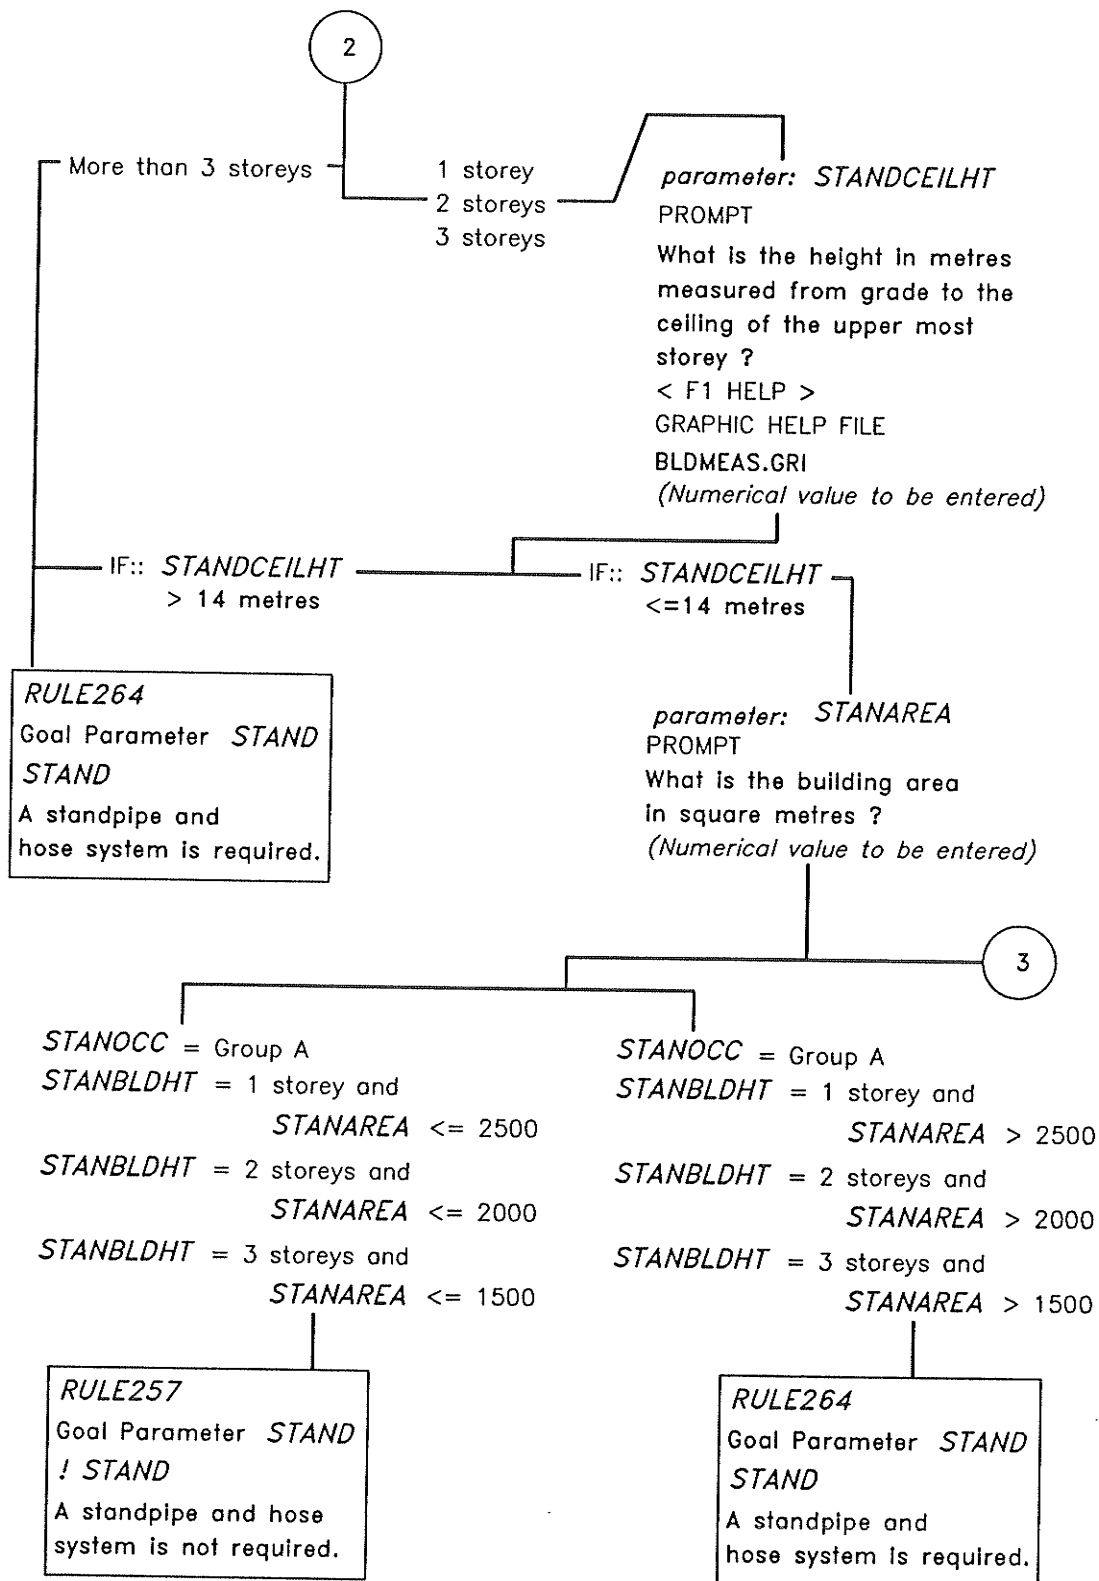 2
More than 3 storeys
1 storey
2 storeys
3 storeys
parameter: STANDCEILHT
PROMPT
What is the height in metres
measured from grade to the
ceiling of the upper most
storey ?
< F1 HELP >
GRAPHIC HELP FILE
BLDMEAS.GRI
(Numerical value to be entered)
IF:: STANDCEILHT
> 14 metres
IF:: STANDCEILHT
<=14 metres
RULE264
Goal Parameter STAND
STAND
A standpipe and
hose system is required.
parameter: STANAREA
PROMPT
What is the building area
in square metres ?
(Numerical value to be entered)
3
STANOCC = Group A
STANBLDHT = 1 storey and
STANAREA <= 2500
STANBLDHT = 2 storeys and
STANAREA <= 2000
STANBLDHT = 3 storeys and
STANAREA <= 1500
STANOCC = Group A
STANBLDHT = 1 storey and
STANAREA > 2500
STANBLDHT = 2 storeys and
STANAREA > 2000
STANBLDHT = 3 storeys and
STANAREA > 1500
RULE257
Goal Parameter STAND
! STAND
A standpipe and hose
system is not required.
RULE264
Goal Parameter STAND
STAND
A standpipe and
hose system is required.